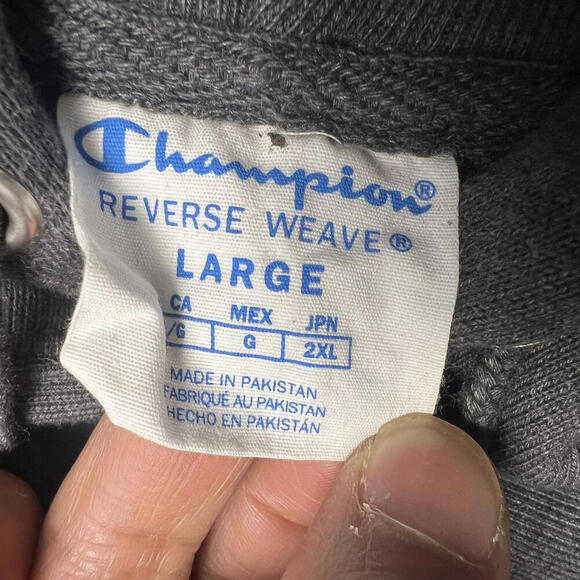 Champion®
REVERSE WEAVE®
LARGE
CA MEX JPN
/G G 2XL
MADE IN PAKISTAN
FABRIQUÉ AU PAKISTAN
HECHO EN PAKISTÁN